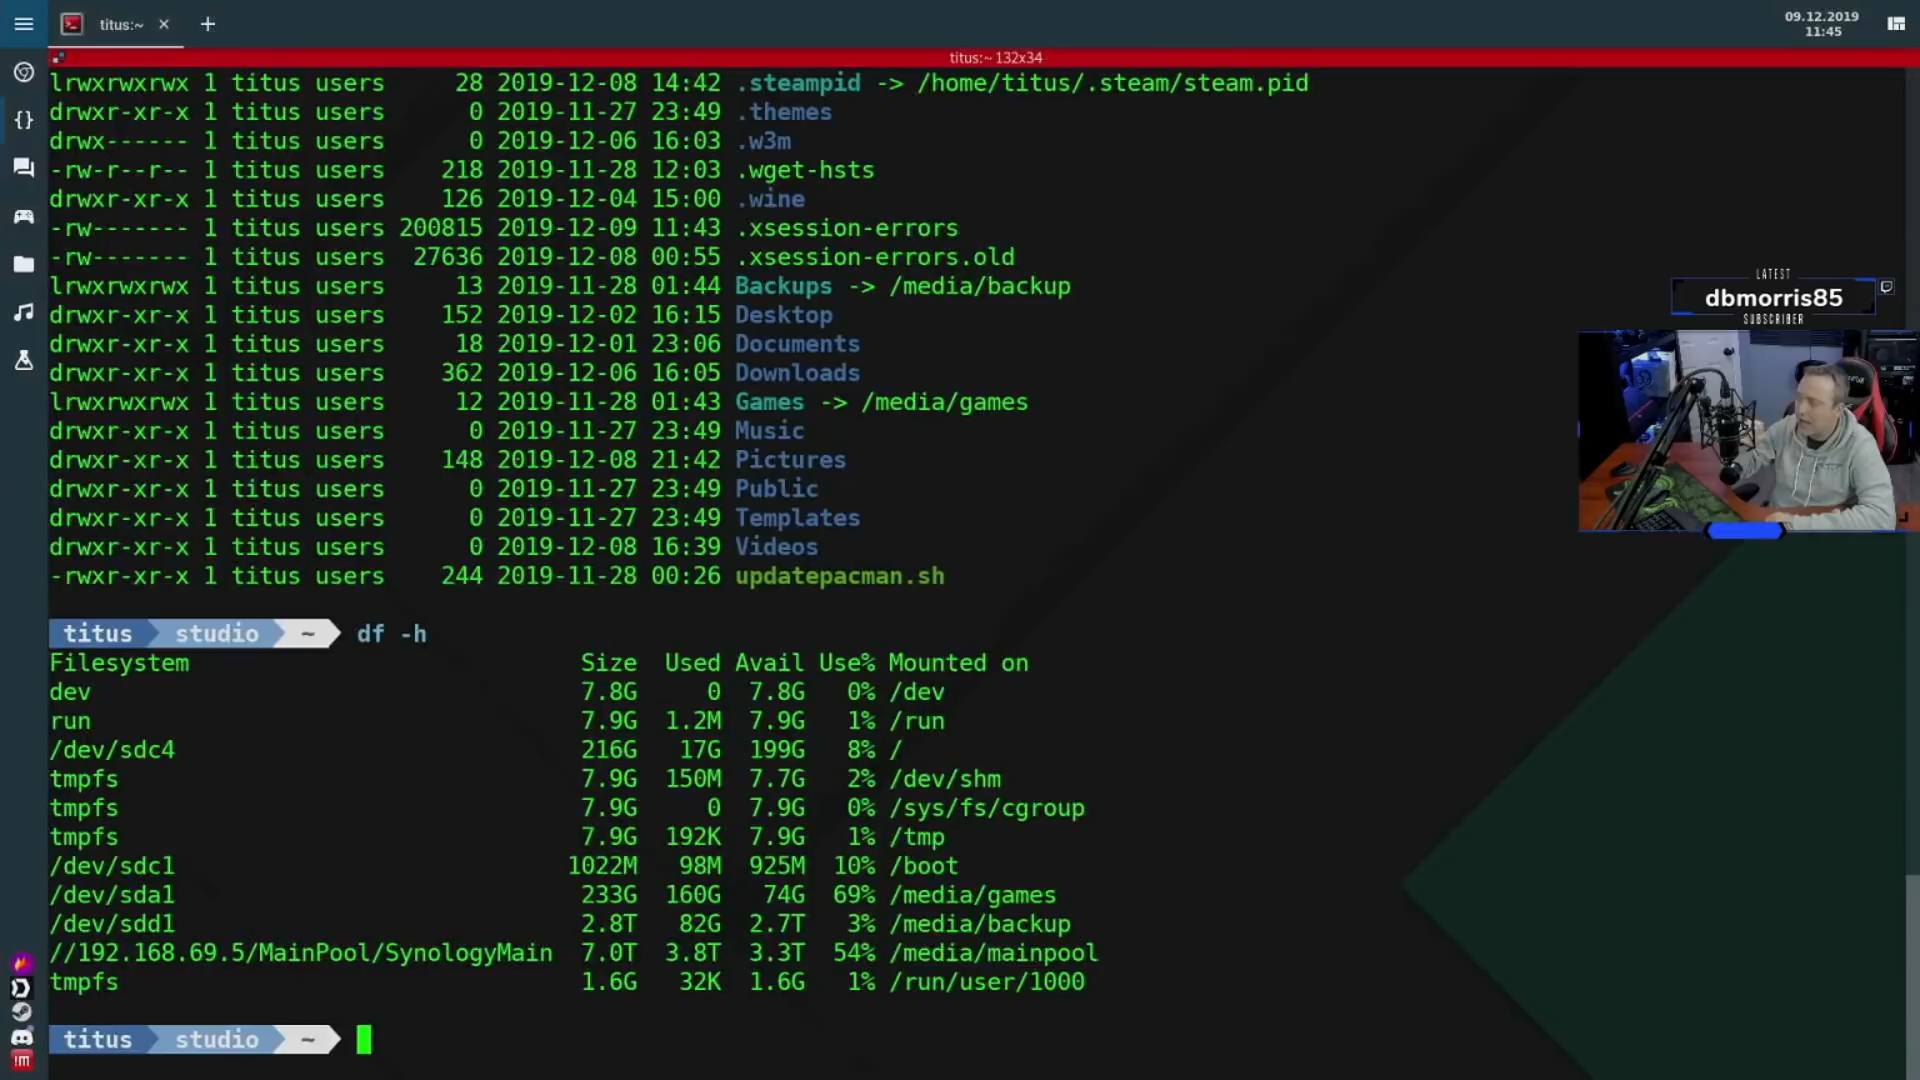 titus:~ × +
09.12.2019
11:45
titus:~ 132x34
lrwxrwxrwx 1 titus users 28 2019-12-08 14:42 .steampid -> /home/titus/.steam/steam.pid
drwxr-xr-x 1 titus users 0 2019-11-27 23:49 .themes
drwx------ 1 titus users 0 2019-12-06 16:03 .w3m
-rw-r--r-- 1 titus users 218 2019-11-28 12:03 .wget-hsts
drwxr-xr-x 1 titus users 126 2019-12-04 15:00 .wine
-rw------- 1 titus users 200815 2019-12-09 11:43 .xsession-errors
-rw------- 1 titus users 27636 2019-12-08 00:55 .xsession-errors.old
lrwxrwxrwx 1 titus users 13 2019-11-28 01:44 Backups -> /media/backup
drwxr-xr-x 1 titus users 152 2019-12-02 16:15 Desktop
drwxr-xr-x 1 titus users 18 2019-12-01 23:06 Documents
drwxr-xr-x 1 titus users 362 2019-12-06 16:05 Downloads
lrwxrwxrwx 1 titus users 12 2019-11-28 01:43 Games -> /media/games
drwxr-xr-x 1 titus users 0 2019-11-27 23:49 Music
drwxr-xr-x 1 titus users 148 2019-12-08 21:42 Pictures
drwxr-xr-x 1 titus users 0 2019-11-27 23:49 Public
drwxr-xr-x 1 titus users 0 2019-11-27 23:49 Templates
drwxr-xr-x 1 titus users 0 2019-12-08 16:39 Videos
-rwxr-xr-x 1 titus users 244 2019-11-28 00:26 updatepacman.sh
titus studio ~ df -h
Filesystem Size Used Avail Use% Mounted on
dev 7.8G 0 7.8G 0% /dev
run 7.9G 1.2M 7.9G 1% /run
/dev/sdc4 216G 17G 199G 8% /
tmpfs 7.9G 150M 7.7G 2% /dev/shm
tmpfs 7.9G 0 7.9G 0% /sys/fs/cgroup
tmpfs 7.9G 192K 7.9G 1% /tmp
/dev/sdc1 1022M 98M 925M 10% /boot
/dev/sda1 233G 160G 74G 69% /media/games
/dev/sdd1 2.8T 82G 2.7T 3% /media/backup
//192.168.69.5/MainPool/SynologyMain 7.0T 3.8T 3.3T 54% /media/mainpool
tmpfs 1.6G 32K 1.6G 1% /run/user/1000
titus studio ~
LATEST
dbmorris85
SUBSCRIBER
!m